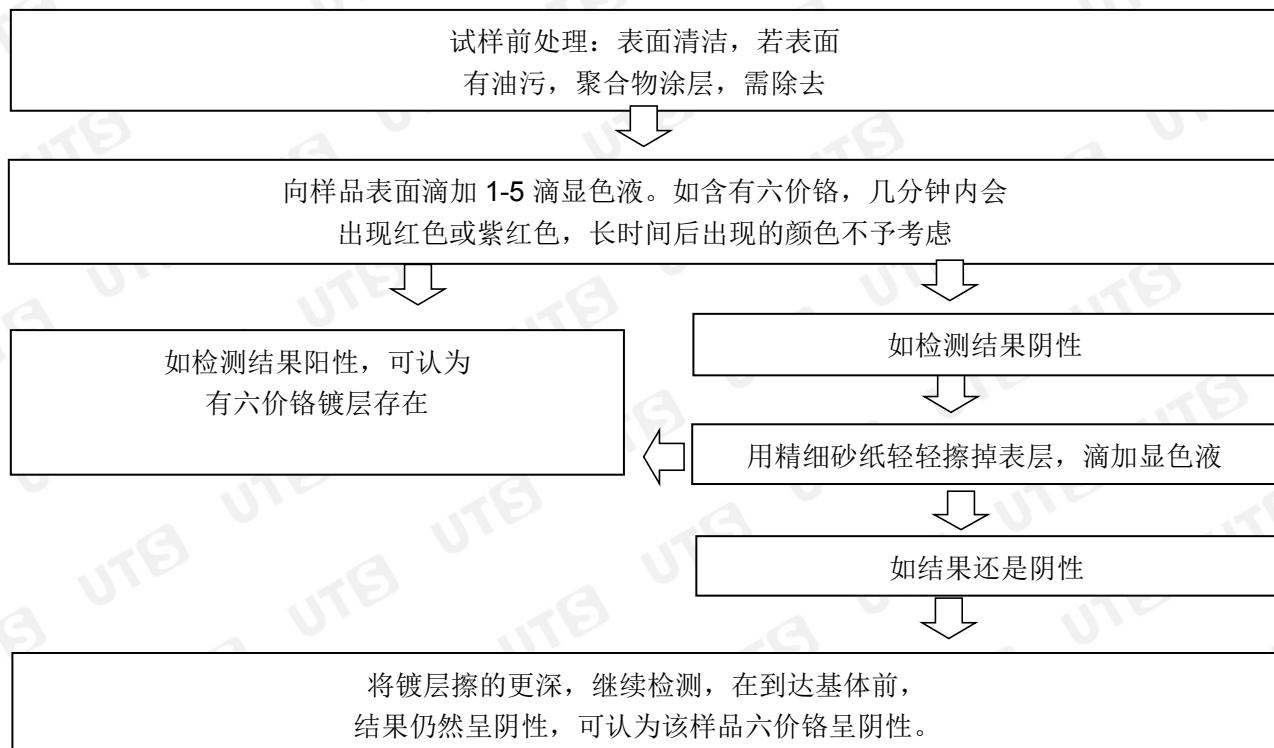 试样前处理：表面清洁，若表面
有油污，聚合物涂层，需除去
向样品表面滴加 1-5 滴显色液。如含有六价铬，几分钟内会
出现红色或紫红色，长时间后出现的颜色不予考虑
如检测结果阳性，可认为
有六价铬镀层存在
如检测结果阴性
用精细砂纸轻轻擦掉表层，滴加显色液
如结果还是阴性
将镀层擦的更深，继续检测，在到达基体前，
结果仍然呈阴性，可认为该样品六价铬呈阴性。